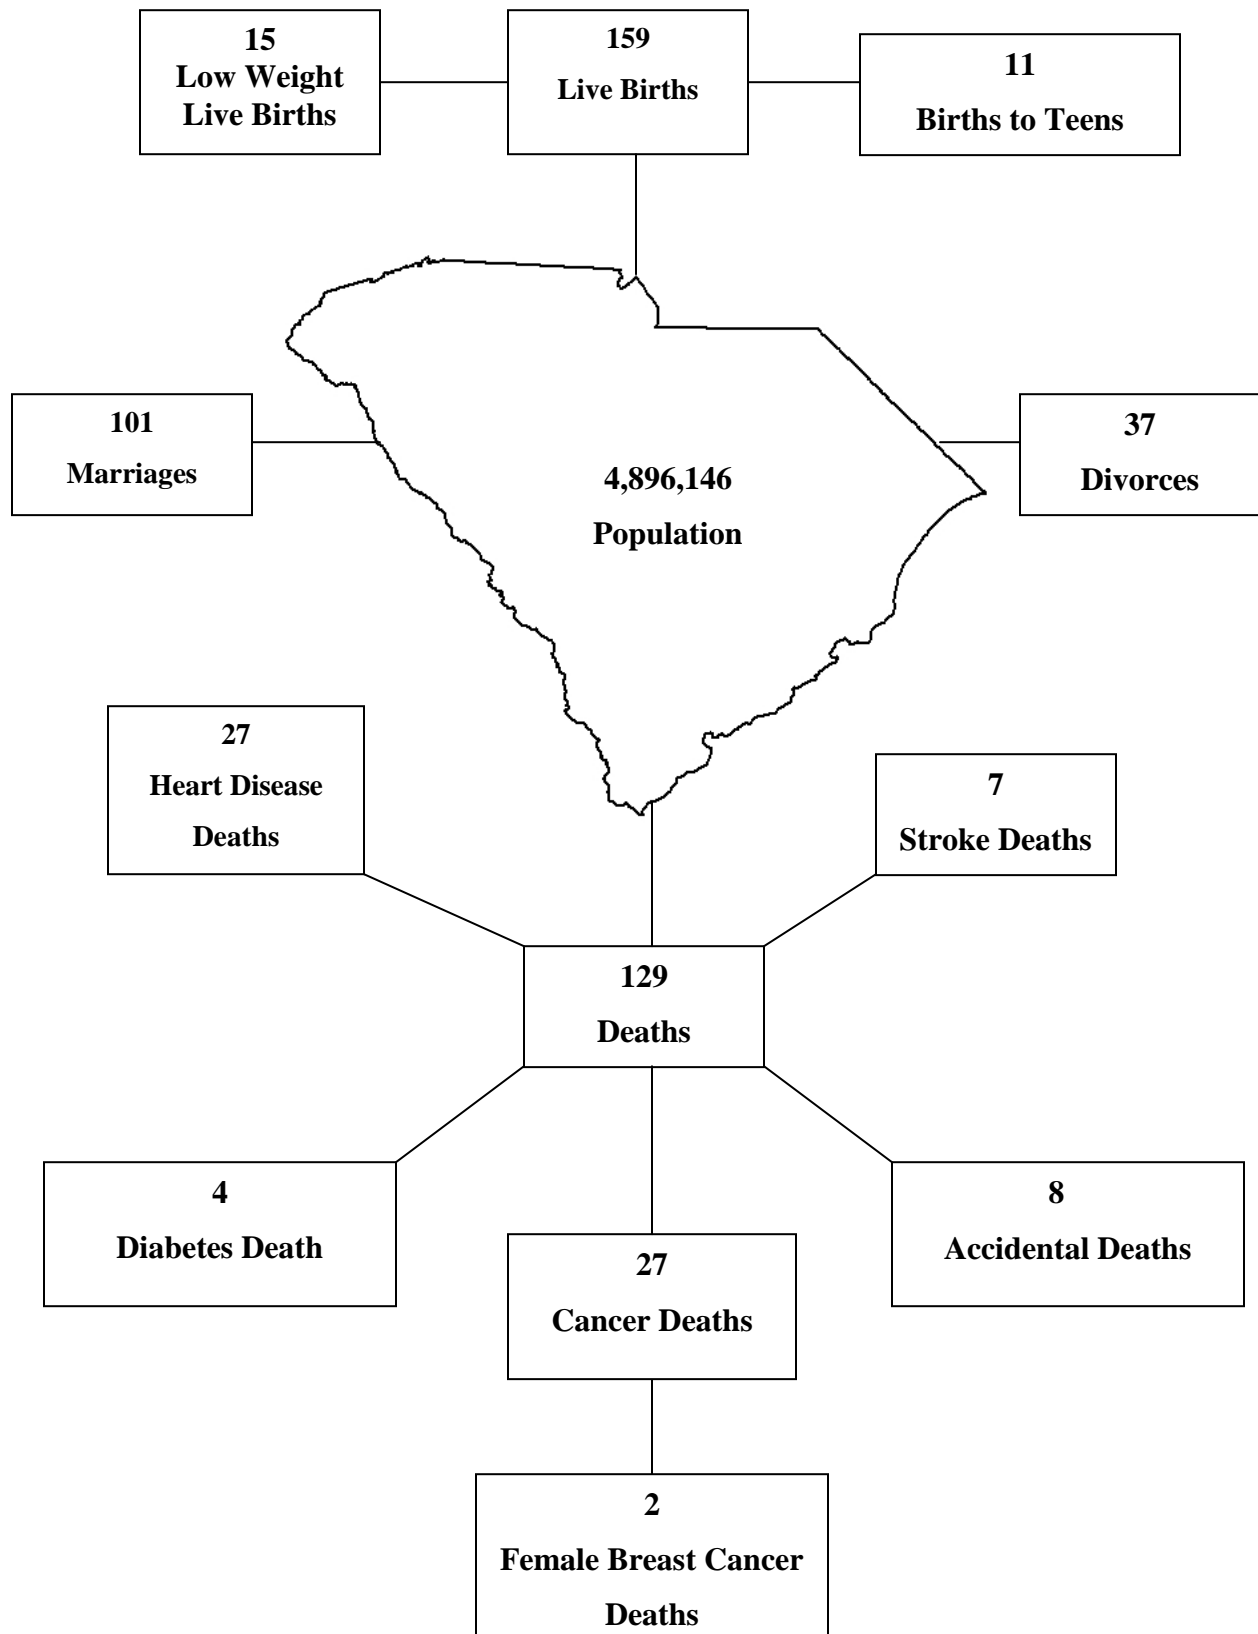 15
Low Weight
Live Births
159
Live Births
11
Births to Teens
101
Marriages
4,896,146
Population
37
Divorces
27
Heart Disease
Deaths
7
Stroke Deaths
129
Deaths
4
Diabetes Death
27
Cancer Deaths
8
Accidental Deaths
2
Female Breast Cancer
Deaths